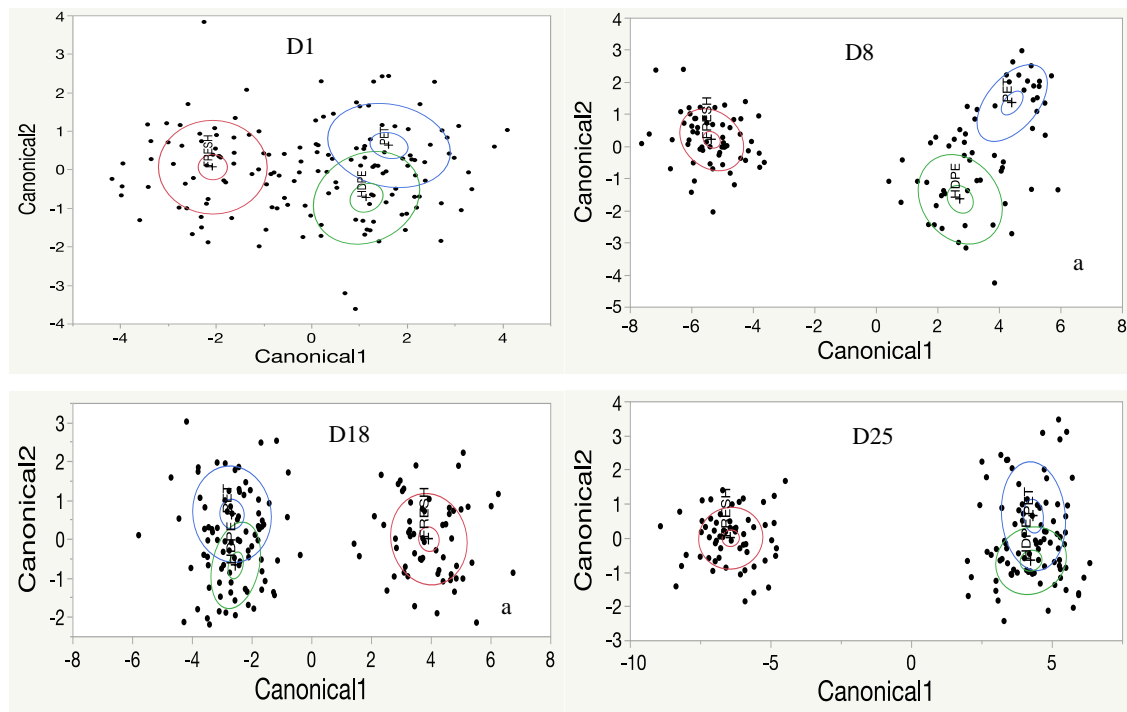 D1
4
3
2
1
0
-1
-2
-3
-4
Canonical2
FRESH
PET
HDPE
-4 -2 0 2 4
Canonical1
D8
4
3
2
1
0
-1
-2
-3
-4
-5
Canonical2
FRESH
PET
HDPE
a
-8 -6 -4 -2 0 2 4 6 8
Canonical1
D18
3
2
1
0
-1
-2
Canonical2
PET
HDPE
FRESH
a
-8 -6 -4 -2 0 2 4 6 8
Canonical1
D25
4
3
2
1
0
-1
-2
-3
Canonical2
FRESH
PET
HDPE
-10 -5 0 5
Canonical1